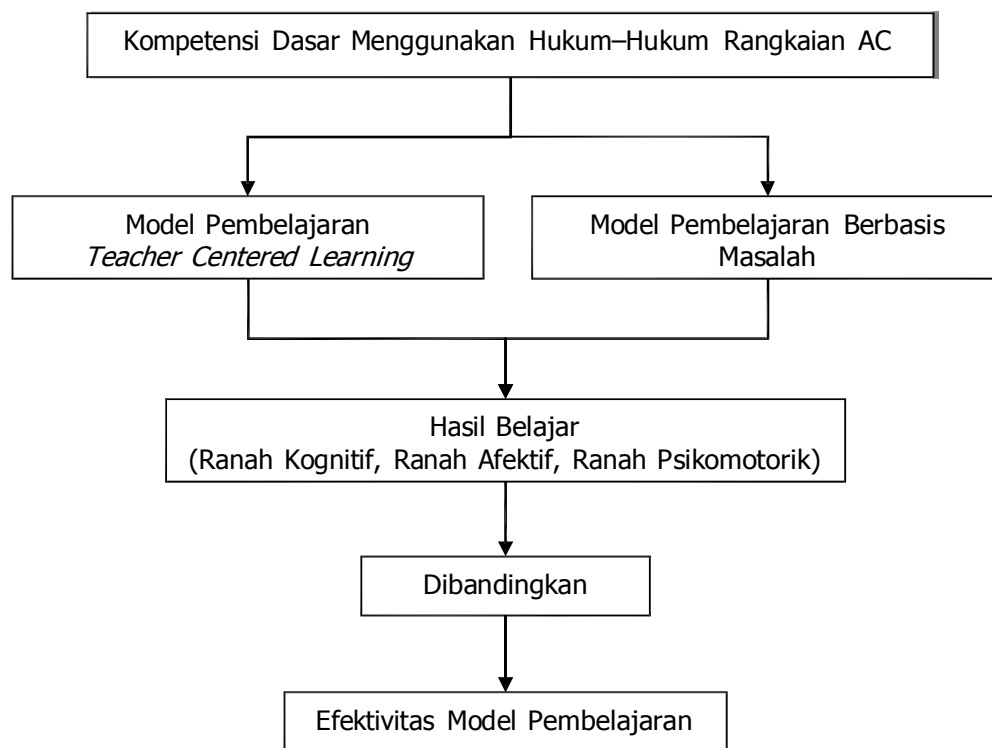 Kompetensi Dasar Menggunakan Hukum–Hukum Rangkaian AC
Model Pembelajaran
Teacher Centered Learning
Model Pembelajaran Berbasis
Masalah
Hasil Belajar
(Ranah Kognitif, Ranah Afektif, Ranah Psikomotorik)
Dibandingkan
Efektivitas Model Pembelajaran